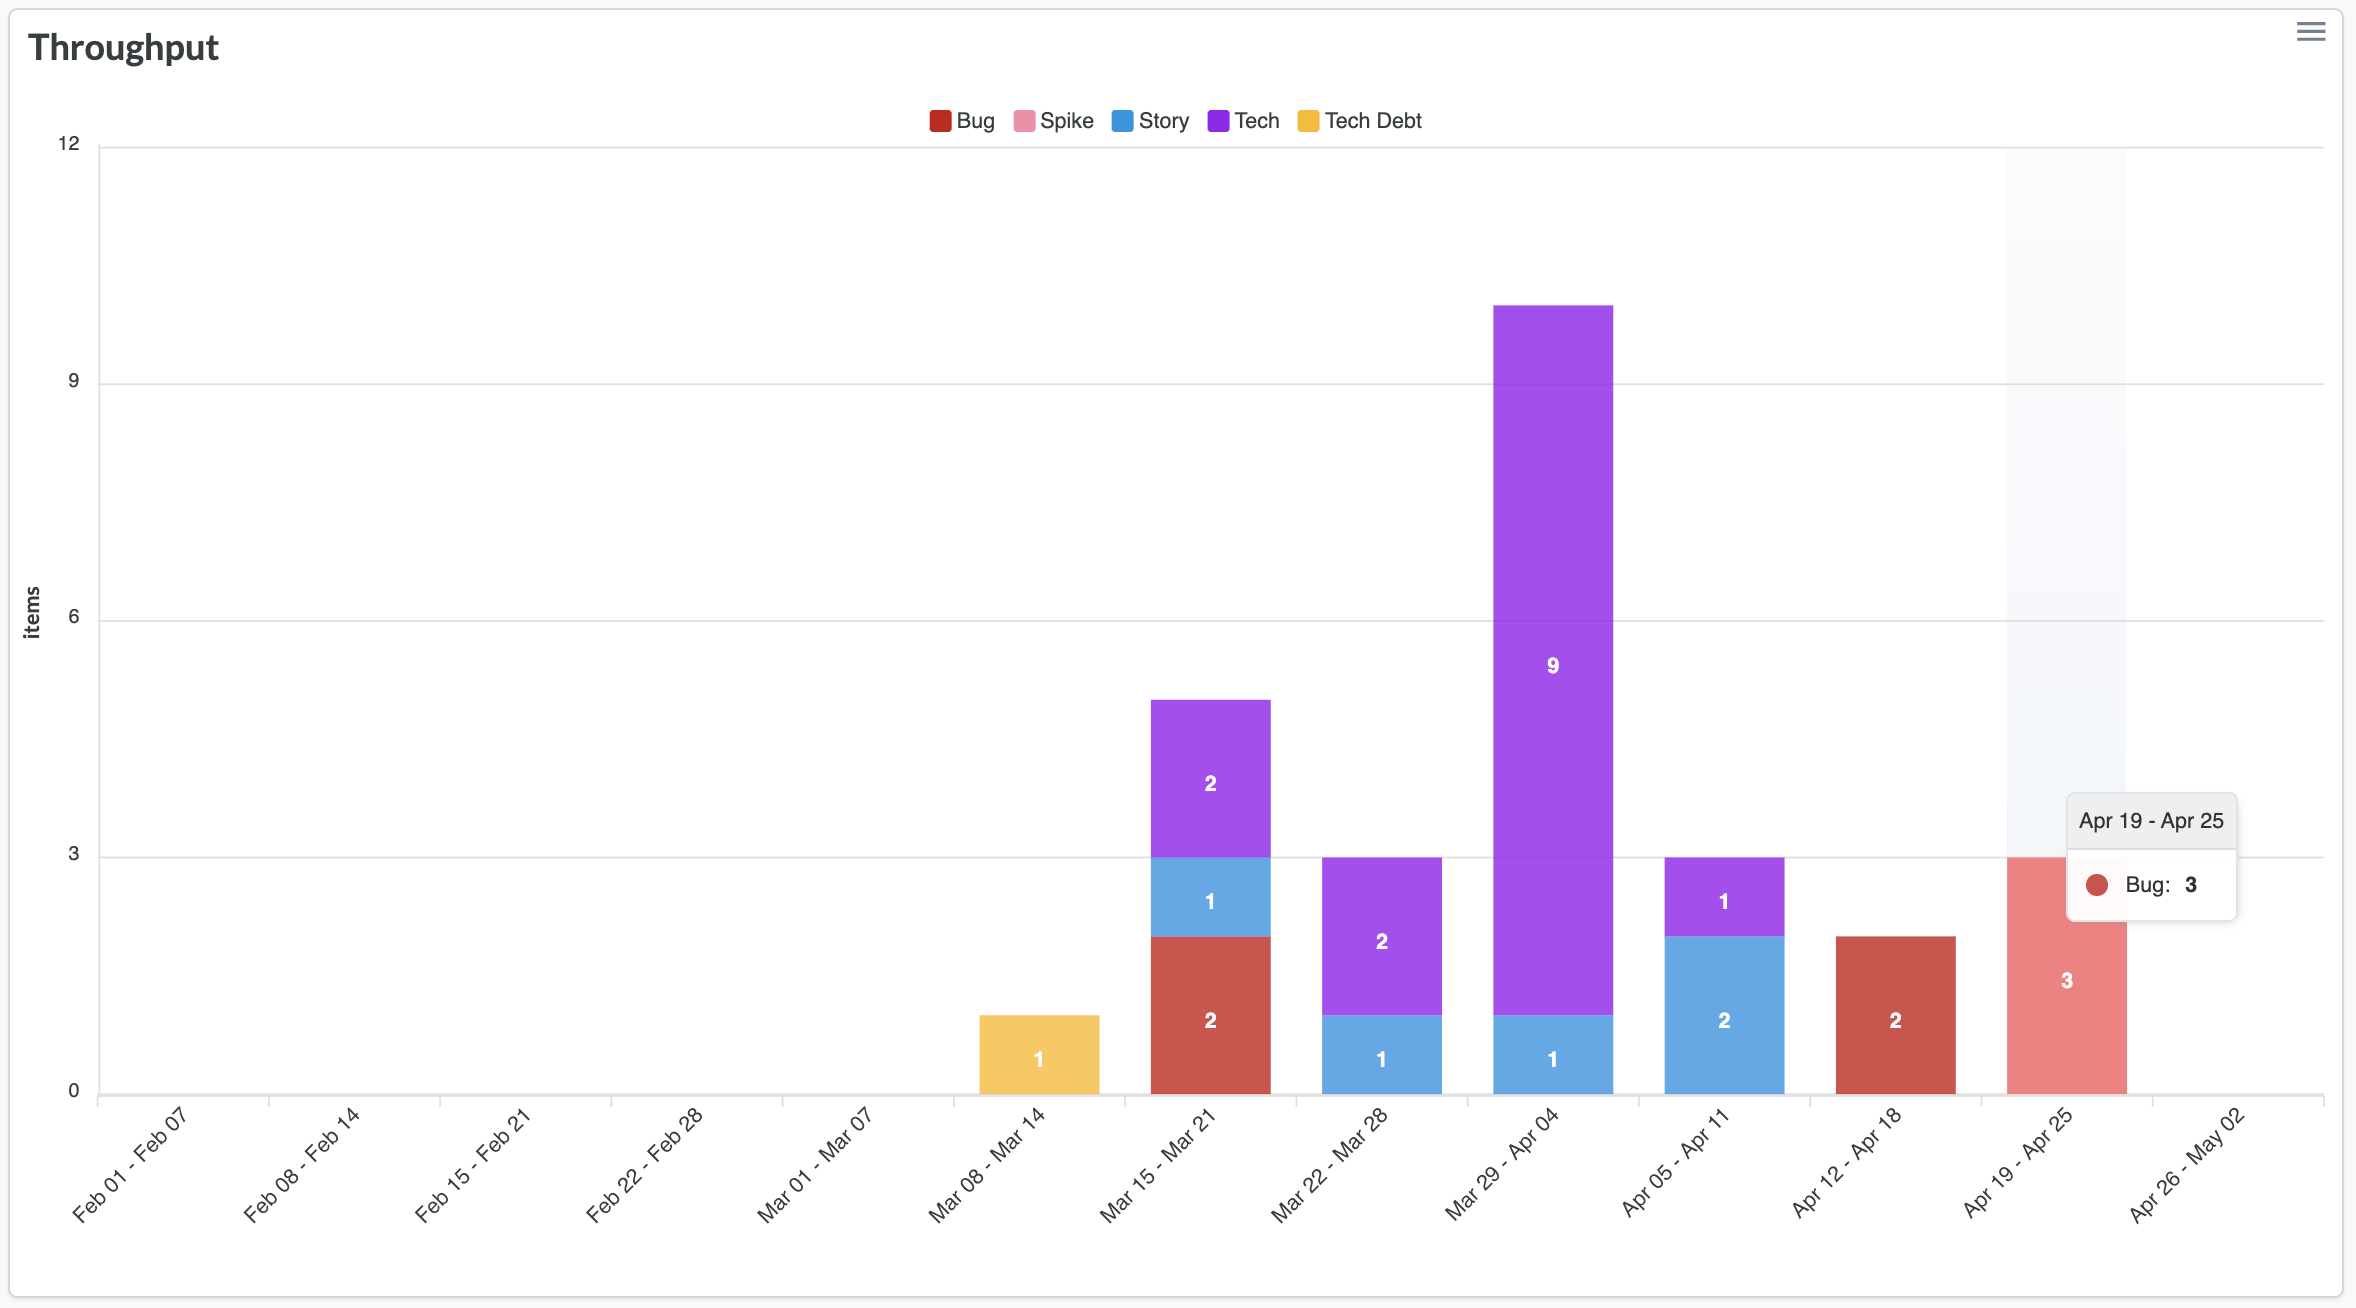 Throughput
Bug Spike Story Tech Tech Debt
12
9
6
3
0
items
9
2
1
2
2
1
1
1
1
2
2
3
Apr 19 - Apr 25
Bug: 3
Feb 01 - Feb 07
Feb 08 - Feb 14
Feb 15 - Feb 21
Feb 22 - Feb 28
Mar 01 - Mar 07
Mar 08 - Mar 14
Mar 15 - Mar 21
Mar 22 - Mar 28
Mar 29 - Apr 04
Apr 05 - Apr 11
Apr 12 - Apr 18
Apr 19 - Apr 25
Apr 26 - May 02